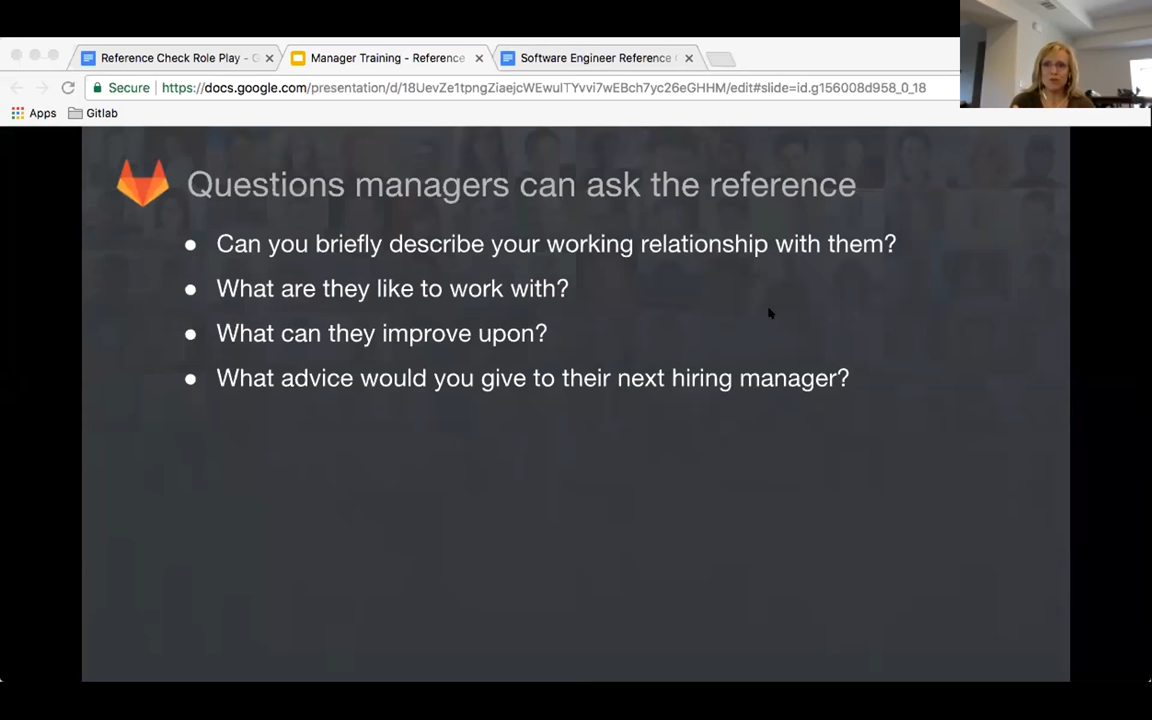 Reference Check Role Play - G
Manager Training - Reference
Software Engineer Reference
Secure
https://docs.google.com/presentation/d/18UevZe1tpngZiaejcWEwuITYvvi7wEBch7yc26eGHHM/edit#slide=id.g156008d958_0_18
Apps
Gitlab
Questions managers can ask the reference
● Can you briefly describe your working relationship with them?
● What are they like to work with?
● What can they improve upon?
● What advice would you give to their next hiring manager?